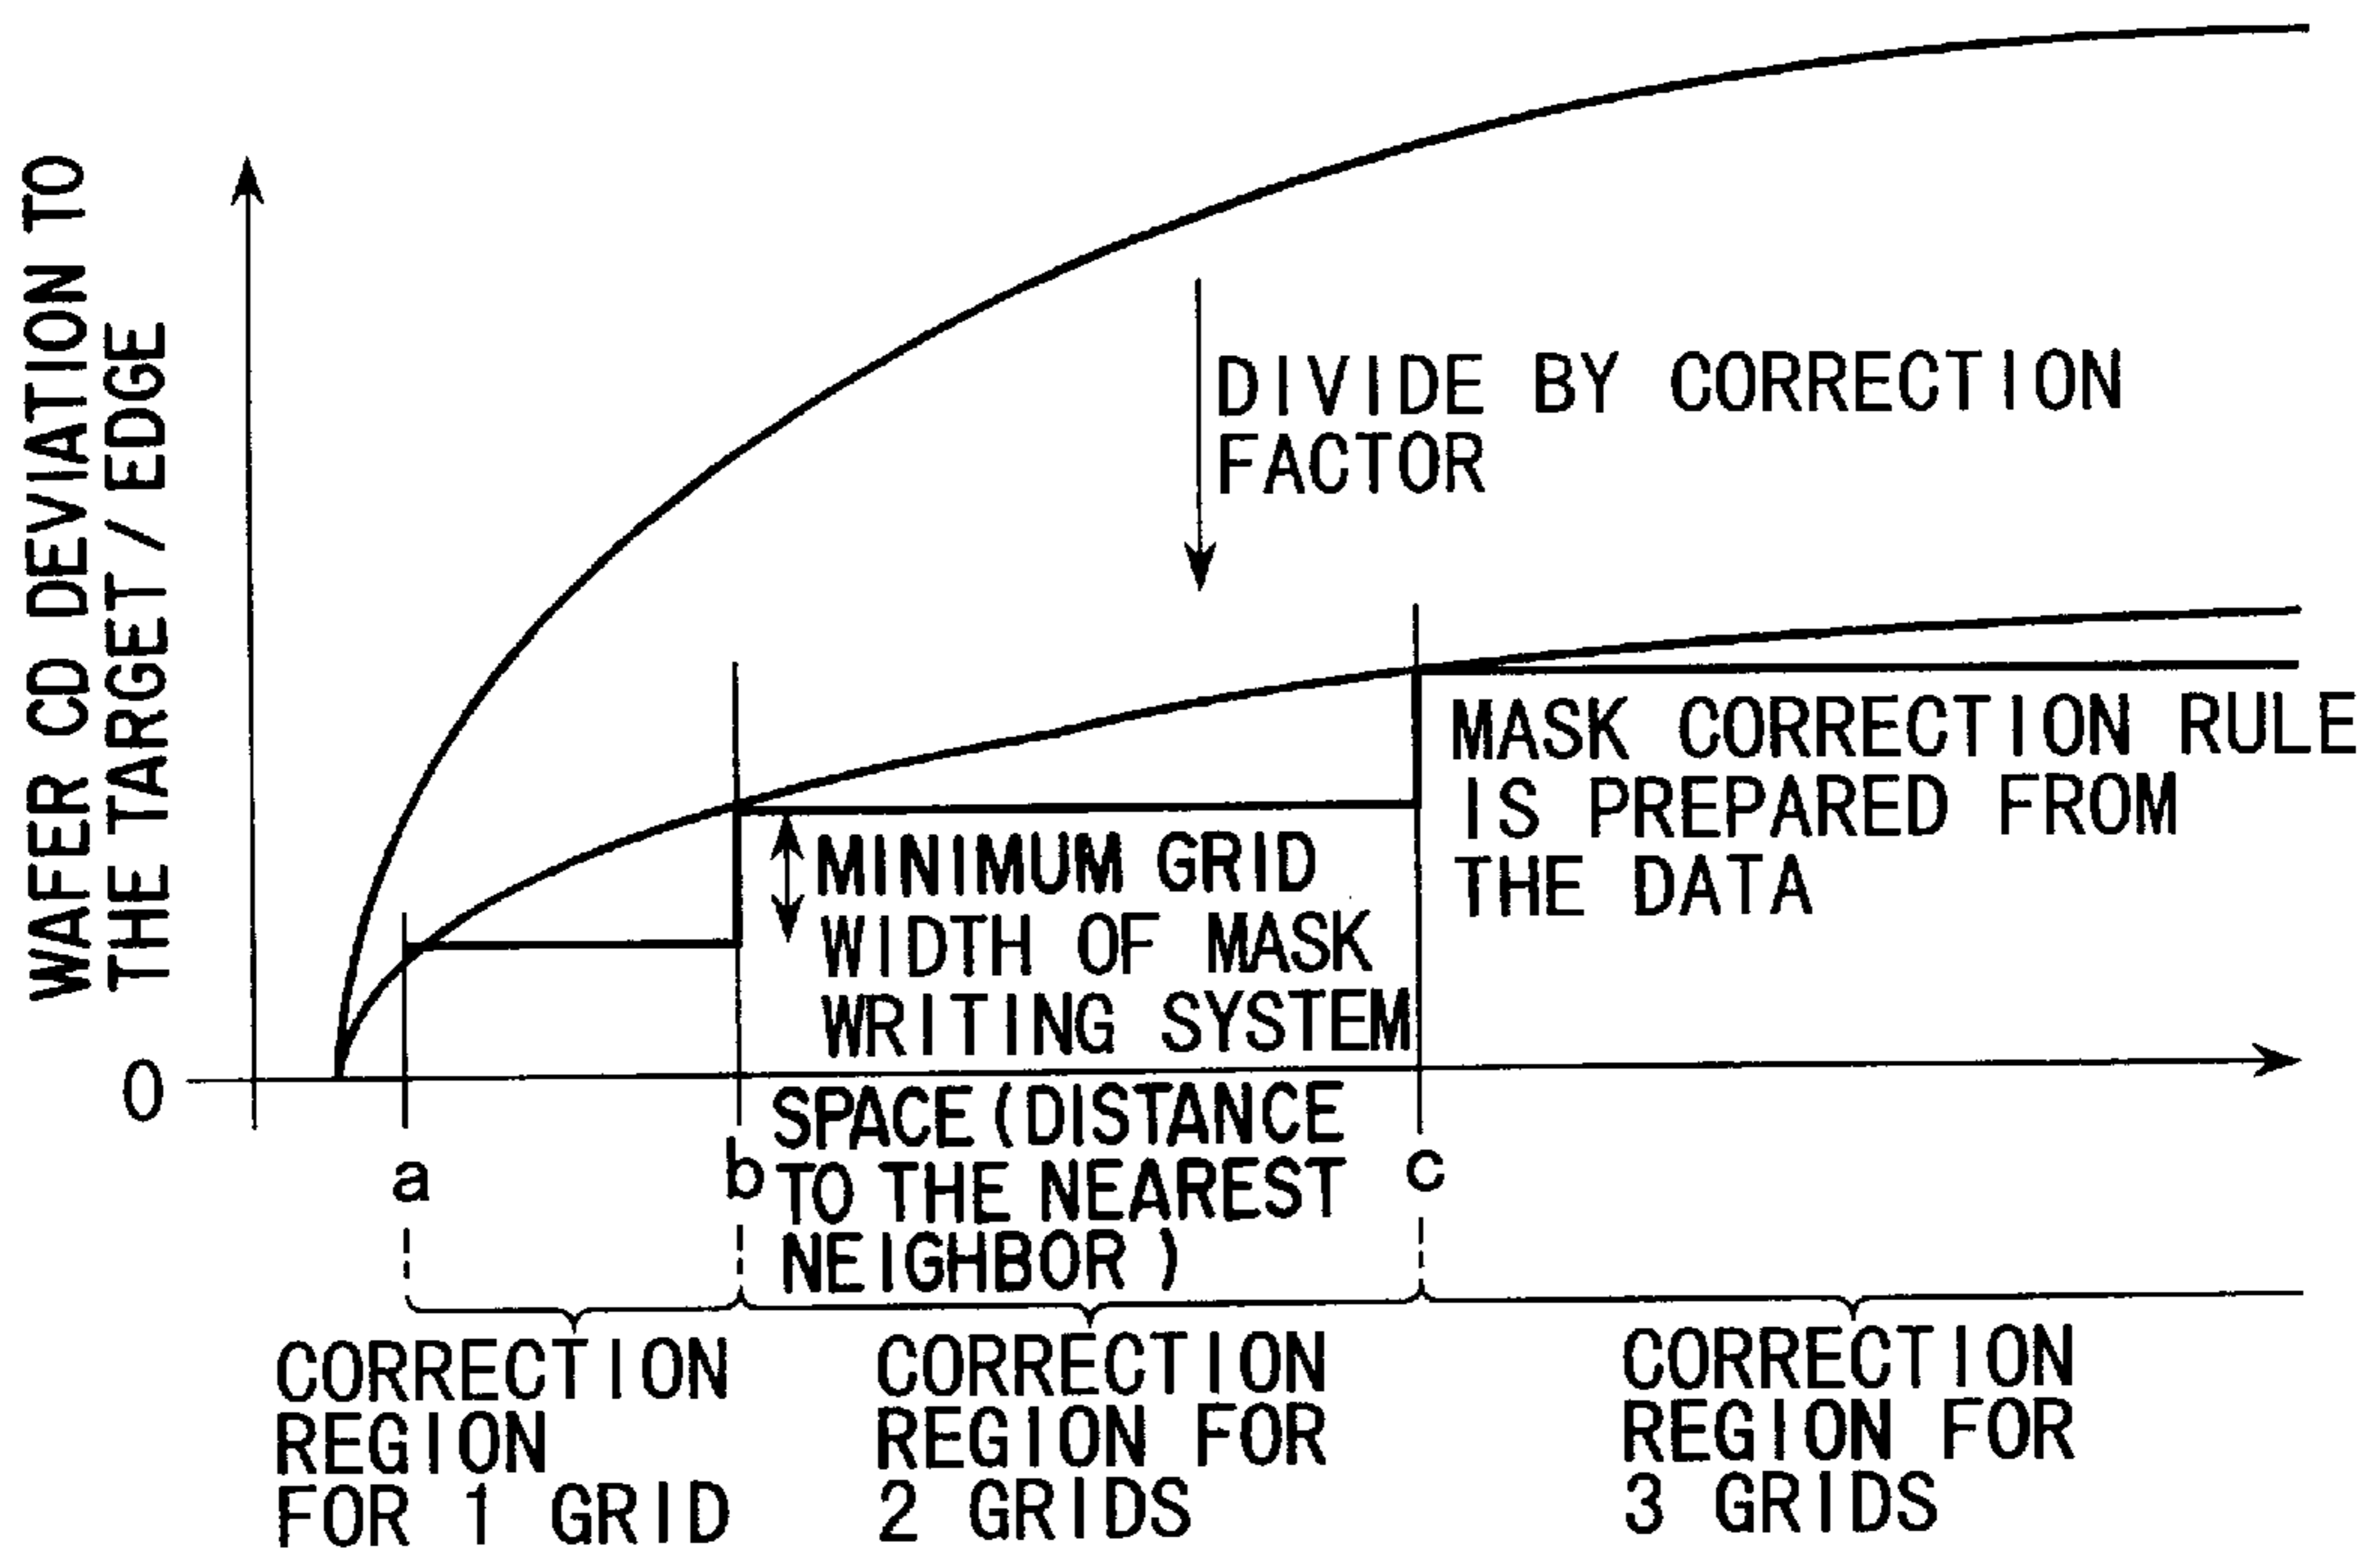 WAFER CD DEVIATION TO
THE TARGET/EDGE
DIVIDE BY CORRECTION
FACTOR
MASK CORRECTION RULE
IS PREPARED FROM
THE DATA
MINIMUM GRID
WIDTH OF MASK
WRITING SYSTEM
0
SPACE(DISTANCE
TO THE NEAREST
NEIGHBOR)
a
b
c
CORRECTION
REGION
FOR 1 GRID
CORRECTION
REGION FOR
2 GRIDS
CORRECTION
REGION FOR
3 GRIDS